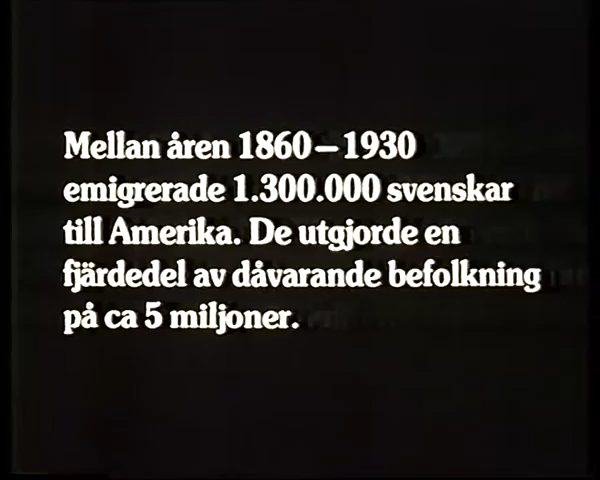 Mellan åren 1860–1930
emigrerade 1.300.000 svenskar
till Amerika. De utgjorde en
fjärdedel av dåvarande befolkning
på ca 5 miljoner.